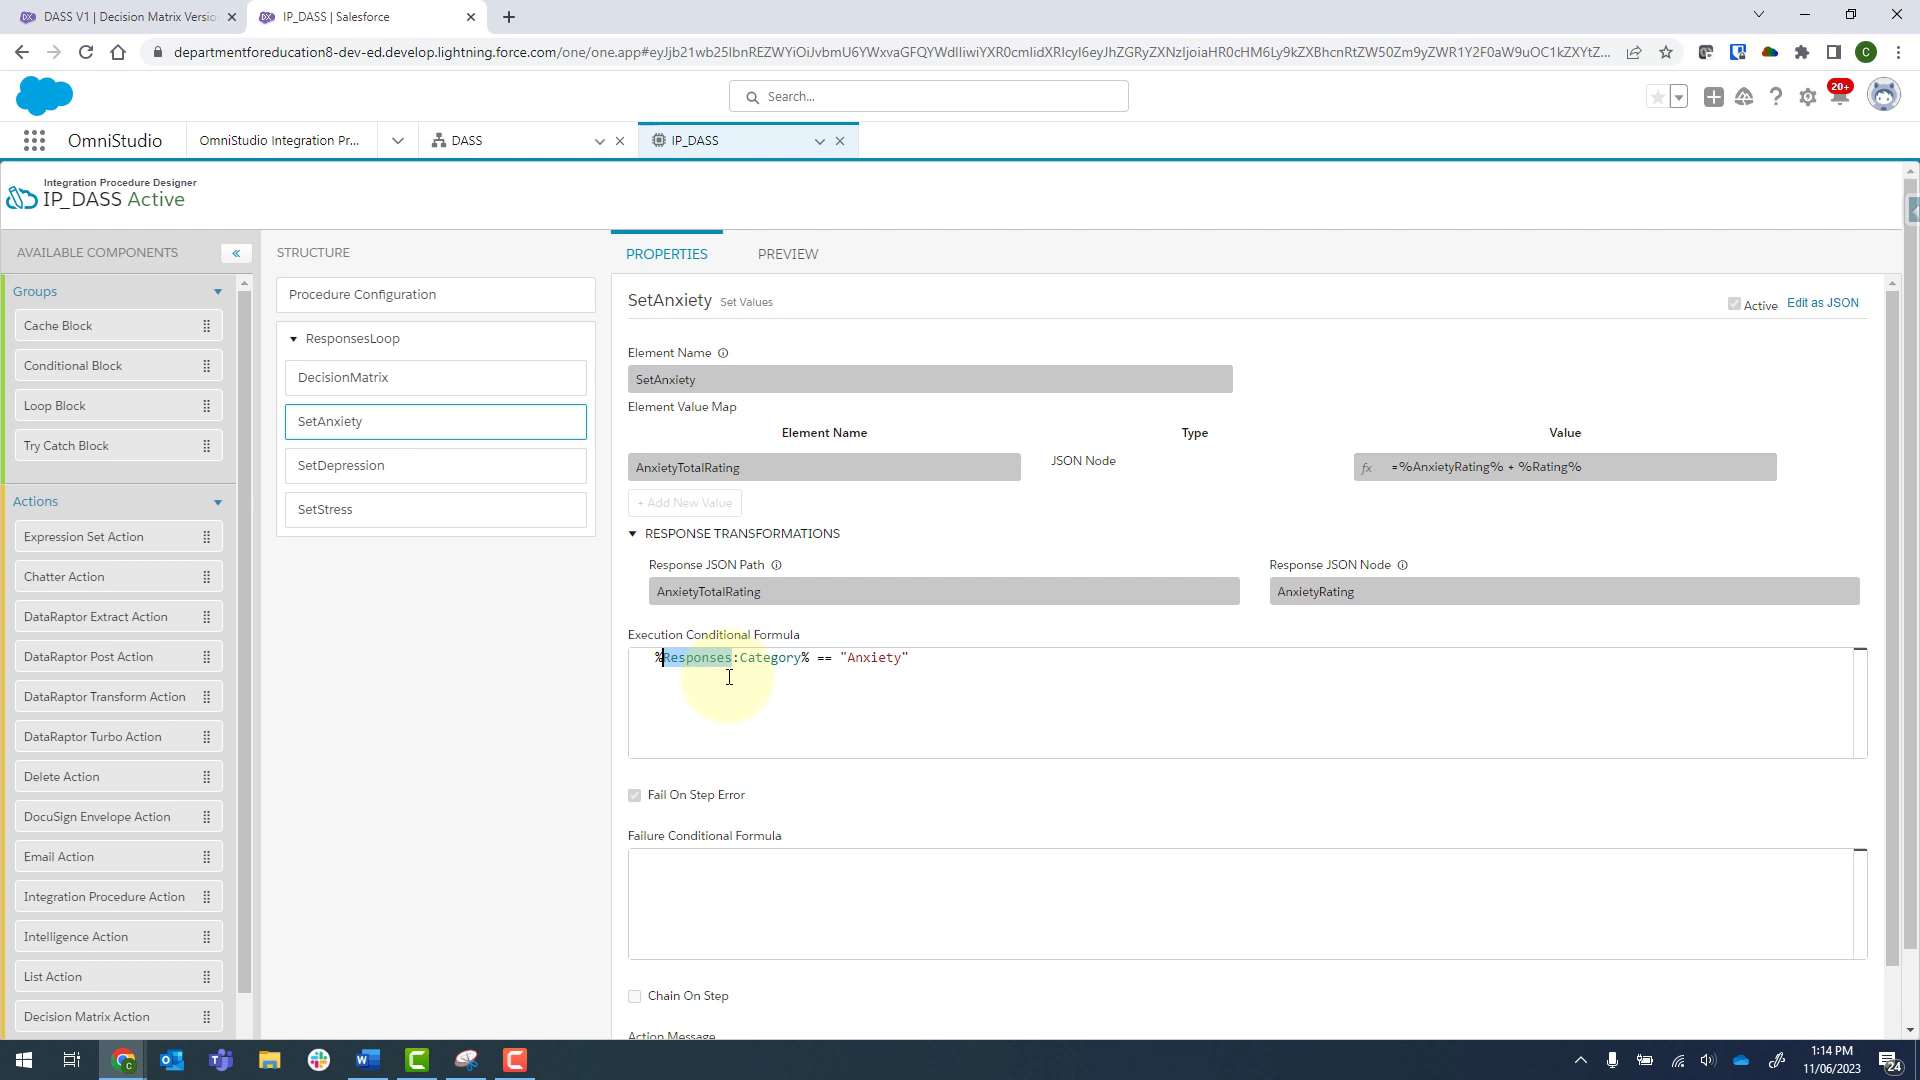 DASS V1 | Decision Matrix Versio
IP_DASS | Salesforce
departmentforeducation8-dev-ed.develop.lightning.force.com/one/one.app#
C
Search...
20+
OmniStudio
OmniStudio Integration Pr...
DASS
IP_DASS
Integration Procedure Designer
IP_DASS Active
AVAILABLE COMPONENTS
Groups
Cache Block
Conditional Block
Loop Block
Try Catch Block
Actions
Expression Set Action
Chatter Action
DataRaptor Extract Action
DataRaptor Post Action
DataRaptor Transform Action
DataRaptor Turbo Action
Delete Action
DocuSign Envelope Action
Email Action
Integration Procedure Action
Intelligence Action
List Action
Decision Matrix Action
STRUCTURE
Procedure Configuration
ResponsesLoop
DecisionMatrix
SetAnxiety
SetDepression
SetStress
PROPERTIES
PREVIEW
SetAnxiety Set Values
Active
Edit as JSON
Element Name
SetAnxiety
Element Value Map
Element Name
Type
Value
AnxietyTotalRating
JSON Node
fx
=%AnxietyRating% + %Rating%
+ Add New Value
RESPONSE TRANSFORMATIONS
Response JSON Path
Response JSON Node
AnxietyTotalRating
AnxietyRating
Execution Conditional Formula
%Responses:Category% == "Anxiety"
Fail On Step Error
Failure Conditional Formula
Chain On Step
Action Message
1:14 PM
11/06/2023
24